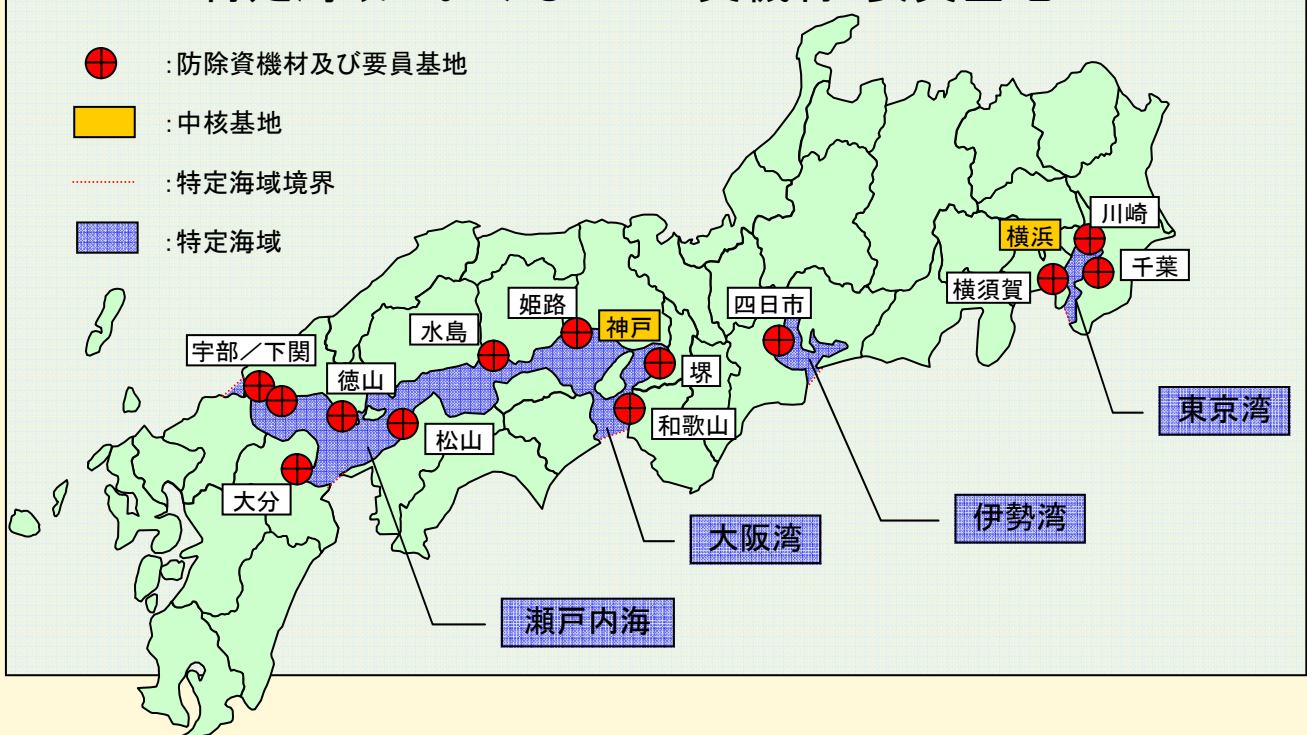 ：防除資機材及び要員基地
：中核基地
：特定海域境界
：特定海域
川崎
横浜
千葉
横須賀
四日市
姫路
神戸
水島
宇部／下関
徳山
堺
和歌山
松山
大分
東京湾
伊勢湾
大阪湾
瀬戸内海